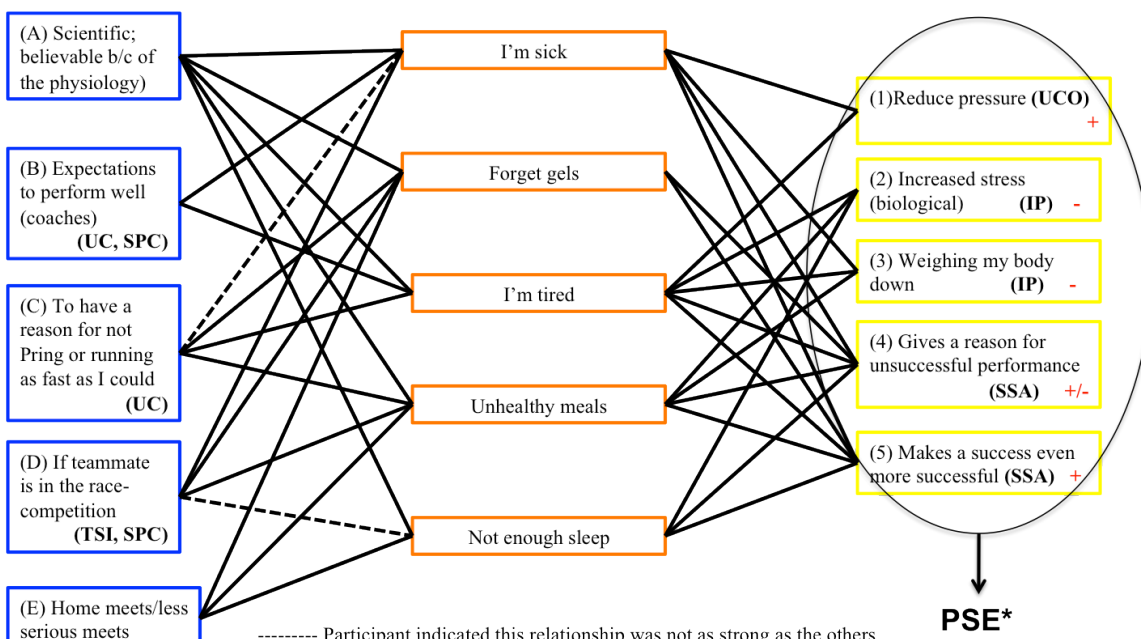 (A) Scientific;
believable b/c of
the physiology)
(B) Expectations
to perform well
(coaches)
(UC, SPC)
(C) To have a
reason for not
Pring or running
as fast as I could
(UC)
(D) If teammate
is in the race-
competition
(TSI, SPC)
(E) Home meets/less
serious meets
I'm sick
Forget gels
I'm tired
Unhealthy meals
Not enough sleep
(1)Reduce pressure (UCO)
+
(2) Increased stress
(biological) (IP) -
(3) Weighing my body
down (IP) -
(4) Gives a reason for
unsuccessful performance
(SSA) +/-
(5) Makes a success even
more successful (SSA) +
PSE*
--------- Participant indicated this relationship was not as strong as the others